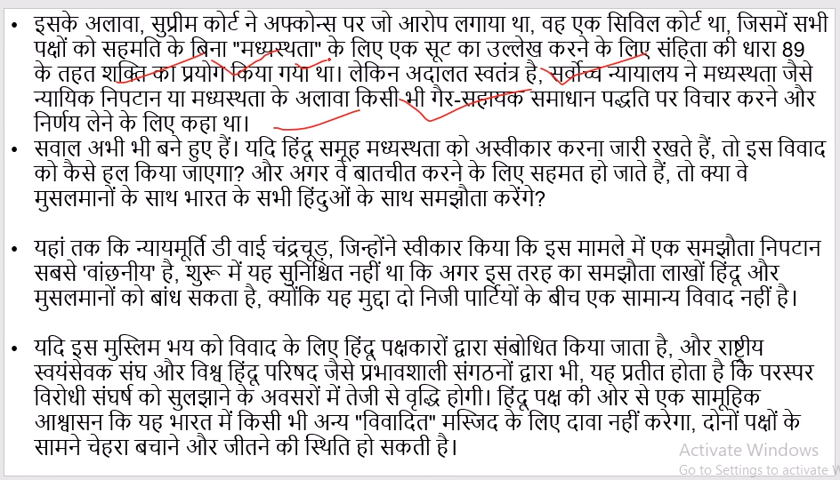 • इसके अलावा, सुप्रीम कोर्ट ने अफ्कोन्स पर जो आरोप लगाया था, वह एक सिविल कोर्ट था, जिसमें सभी
पक्षों को सहमति के बिना "मध्यस्थता" के लिए एक सूट का उल्लेख करने के लिए संहिता की धारा 89
के तहत शक्ति का प्रयोग किया गया था। लेकिन अदालत स्वतंत्र है, सर्वोच्च न्यायालय ने मध्यस्थता जैसे
न्यायिक निपटान या मध्यस्थता के अलावा किसी भी गैर-सहायक समाधान पद्धति पर विचार करने और
निर्णय लेने के लिए कहा था।
• सवाल अभी भी बने हुए हैं। यदि हिंदू समूह मध्यस्थता को अस्वीकार करना जारी रखते हैं, तो इस विवाद
को कैसे हल किया जाएगा? और अगर वे बातचीत करने के लिए सहमत हो जाते हैं, तो क्या वे
मुसलमानों के साथ भारत के सभी हिंदुओं के साथ समझौता करेंगे?
• यहां तक कि न्यायमूर्ति डी वाई चंद्रचूड़, जिन्होंने स्वीकार किया कि इस मामले में एक समझौता निपटान
सबसे 'वांछनीय' है, शुरू में यह सुनिश्चित नहीं था कि अगर इस तरह का समझौता लाखों हिंदू और
मुसलमानों को बांध सकता है, क्योंकि यह मुद्दा दो निजी पार्टियों के बीच एक सामान्य विवाद नहीं है।
• यदि इस मुस्लिम भय को विवाद के लिए हिंदू पक्षकारों द्वारा संबोधित किया जाता है, और राष्ट्रीय
स्वयंसेवक संघ और विश्व हिंदू परिषद जैसे प्रभावशाली संगठनों द्वारा भी, यह प्रतीत होता है कि परस्पर
विरोधी संघर्ष को सुलझाने के अवसरों में तेजी से वृद्धि होगी। हिंदू पक्ष की ओर से एक सामूहिक
आश्वासन कि यह भारत में किसी भी अन्य "विवादित" मस्जिद के लिए दावा नहीं करेगा, दोनों पक्षों के
सामने चेहरा बचाने और जीतने की स्थिति हो सकती है।
Activate Windows
Go to Settings to activate W